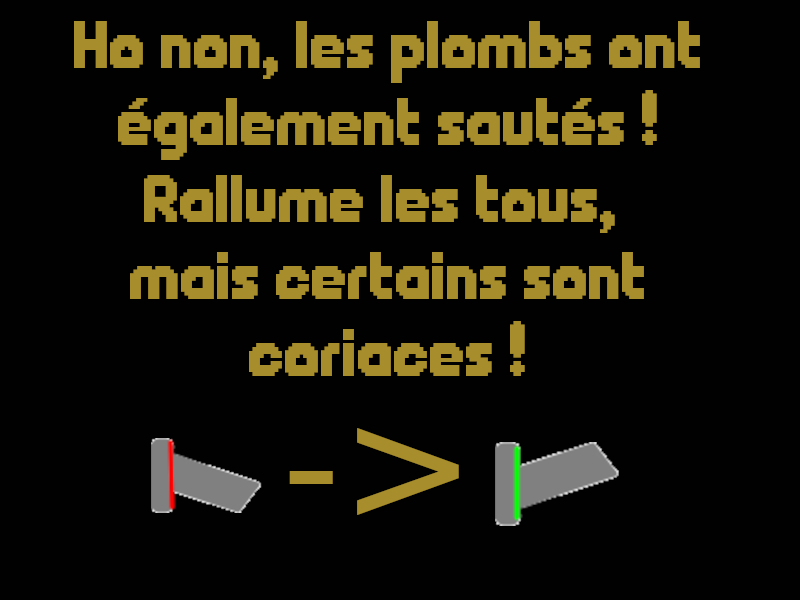 Ho non, les plombs ont
également sautés !
Rallume les tous,
mais certains sont
coriaces !
->